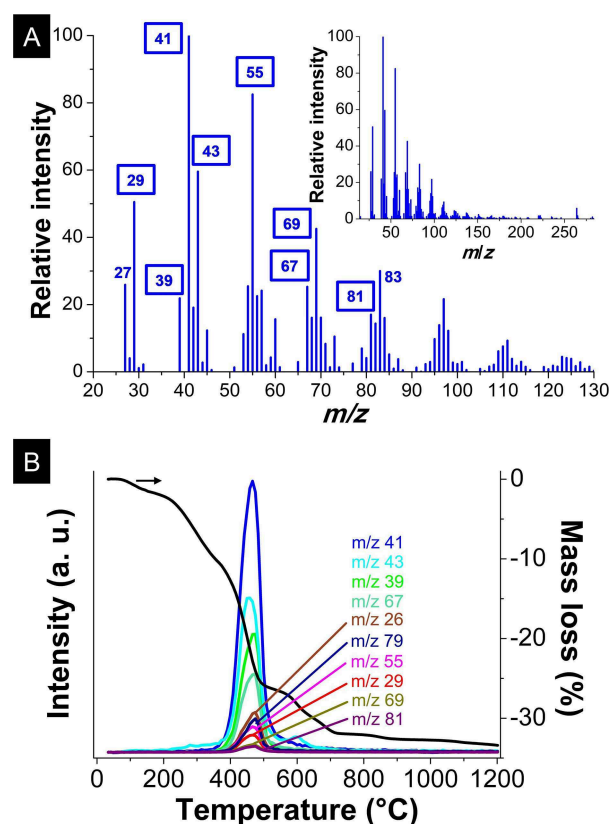 A
Relative intensity
100
80
60
40
20
0
41
55
43
29
69
67
27
39
81
83
20 30 40 50 60 70 80 90 100 110 120 130
m/z
Relative intensity
100
80
60
40
20
0
50 100 150 200 250
m/z
B
Intensity (a. u.)
m/z 41
m/z 43
m/z 39
m/z 67
m/z 26
m/z 79
m/z 55
m/z 29
m/z 69
m/z 81
0
-10
-20
-30
Mass loss (%)
0 200 400 600 800 1000 1200
Temperature (°C)